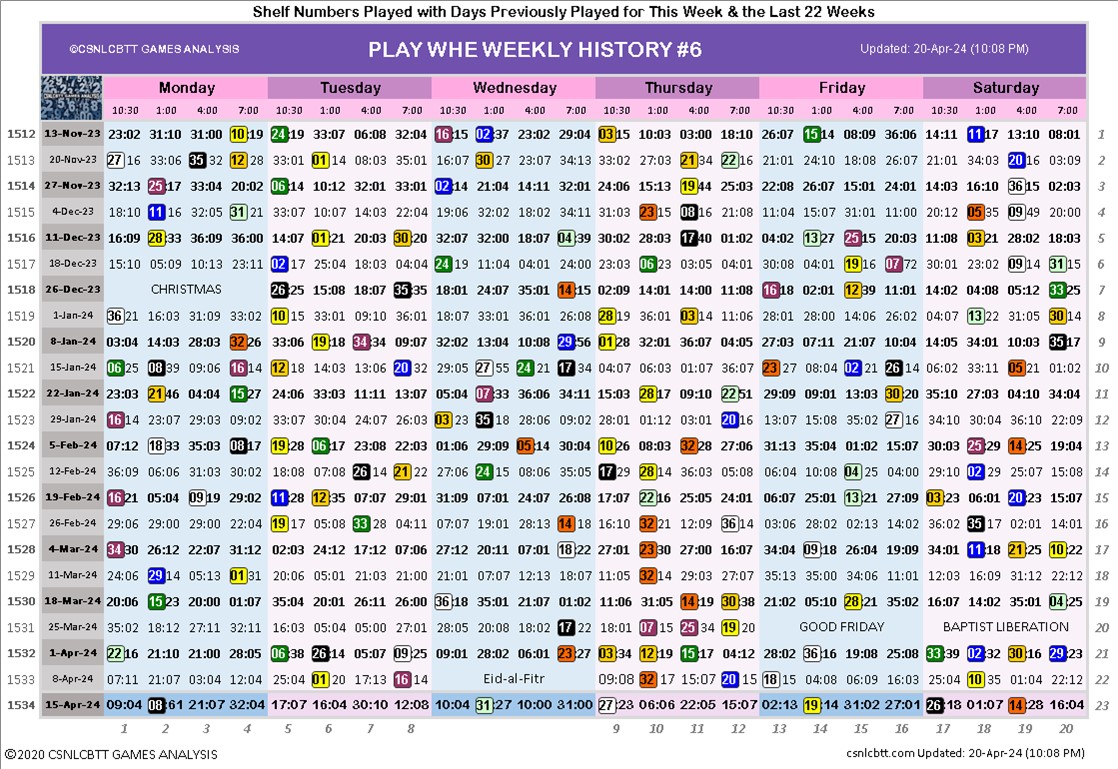 Shelf Numbers Played with Days Previously Played for This Week & the Last 22 Weeks
©CSNLCBTT GAMES ANALYSIS PLAY WHE WEEKLY HISTORY #6 Updated: 20-Apr-24 (10:08 PM)
Monday Tuesday Wednesday Thursday Friday Saturday
10:30 1:00 4:00 7:00 10:30 1:00 4:00 7:00 10:30 1:00 4:00 7:00 10:30 1:00 4:00 7:00 10:30 1:00 4:00 7:00 10:30 1:00 4:00 7:00
1512 13-Nov-23 23:02 31:10 31:00 10:19 24:19 33:07 06:08 32:04 16:15 02:37 23:02 29:04 03:15 10:03 03:00 18:10 26:07 15:14 08:09 36:06 14:11 11:17 13:10 08:01 1
1513 20-Nov-23 27:16 33:06 35:32 12:28 33:01 01:14 08:03 35:01 16:07 30:27 23:07 34:13 33:02 27:03 11:34 22:16 21:01 24:10 18:08 26:07 21:01 34:03 20:16 03:09 2
1514 27-Nov-23 32:13 25:17 33:04 20:02 06:14 10:12 32:01 33:01 02:14 21:04 14:11 32:01 24:06 15:13 19:44 25:03 22:08 26:07 15:01 24:01 14:03 16:10 36:15 02:03 3
1515 4-Dec-23 18:10 11:16 32:05 31:21 33:07 10:07 14:03 22:04 19:06 32:02 18:02 34:11 31:03 23:15 08:16 21:08 11:04 15:07 31:01 11:00 20:12 05:35 09:49 20:00 4
1516 11-Dec-23 16:09 28:33 36:09 36:00 14:07 01:21 20:03 30:20 32:07 32:00 18:07 04:39 30:02 28:03 17:40 01:02 04:02 13:27 25:15 20:03 11:08 03:21 28:02 18:03 5
1517 18-Dec-23 15:10 05:09 10:13 23:11 02:17 25:04 18:03 04:04 24:19 11:04 04:01 24:00 23:03 06:23 03:05 06:01 30:08 04:01 19:16 07:72 30:01 23:02 09:14 31:15 6
1518 26-Dec-23 CHRISTMAS 26:25 15:08 18:07 35:35 18:01 24:07 35:01 14:15 02:09 14:01 14:00 11:08 16:18 02:01 12:39 11:01 14:02 04:08 05:12 33:25 7
1519 1-Jan-24 36:21 16:03 31:09 33:02 10:15 33:01 09:10 36:01 18:07 33:01 06:13 34:08 28:19 36:01 03:14 11:06 28:01 28:00 14:06 26:02 04:07 13:22 31:05 30:14 8
1520 8-Jan-24 03:04 14:03 28:03 32:26 33:06 19:18 34:34 09:07 32:02 13:04 10:08 29:56 01:28 32:01 36:07 04:05 27:03 07:11 07:10 04:02 14:05 34:01 10:03 35:17 9
1521 15-Jan-24 06:25 08:39 09:06 16:14 12:18 14:03 13:06 20:32 29:05 27:55 24:21 17:34 04:07 06:03 01:07 36:07 23:27 08:04 02:21 26:14 06:02 33:11 05:21 01:02 10
1522 22-Jan-24 23:03 21:46 04:04 15:27 24:06 33:03 11:11 13:07 05:04 07:33 36:06 34:11 15:03 28:17 09:10 22:51 29:09 09:01 13:03 30:20 35:10 27:03 04:10 34:04 11
1523 29-Jan-24 16:14 23:07 29:08 09:02 33:07 30:04 24:07 26:03 03:23 35:18 28:06 09:02 28:01 01:12 03:01 20:16 13:07 15:08 35:02 27:16 34:10 30:04 36:10 22:09 12
1524 5-Feb-24 07:12 18:33 35:03 08:17 19:28 06:17 23:08 22:03 01:06 29:09 05:14 30:04 10:26 08:03 32:28 27:06 31:13 35:04 01:02 15:07 30:03 25:29 14:25 19:04 13
1525 12-Feb-24 36:09 06:06 31:03 30:02 18:08 07:08 26:14 21:22 27:06 24:15 08:06 35:05 17:29 28:14 36:02 05:08 06:04 10:08 04:25 14:03 29:10 02:29 25:07 15:08 14
1526 19-Feb-24 16:21 05:04 09:19 29:02 11:28 12:35 07:07 29:01 31:09 07:01 24:07 26:08 17:07 22:16 25:05 24:01 06:07 25:01 13:21 27:09 03:23 06:01 20:23 15:07 15
1527 26-Feb-24 29:06 29:00 29:00 22:04 19:17 05:08 33:28 04:11 07:07 19:01 28:13 14:18 16:10 32:21 12:09 36:14 03:06 28:02 02:13 14:02 36:02 35:17 02:01 14:01 16
1528 4-Mar-24 34:30 26:12 22:07 31:12 02:03 24:12 17:12 07:06 27:12 20:11 07:01 18:22 27:01 23:30 27:00 16:07 34:04 09:18 26:04 19:09 34:01 11:18 21:25 10:22 17
1529 11-Mar-24 24:06 29:14 05:13 01:31 20:06 05:01 21:03 21:00 21:01 07:07 12:13 18:07 11:05 32:14 29:03 27:07 35:13 35:00 34:06 11:01 12:03 16:09 31:12 22:12 18
1530 18-Mar-24 20:06 15:23 20:00 01:07 35:04 20:01 26:11 26:00 36:18 35:01 21:07 01:02 11:06 31:05 14:19 30:38 21:02 05:10 28:21 35:02 16:07 14:02 35:01 04:25 19
1531 25-Mar-24 35:02 18:12 27:11 32:11 16:03 05:04 05:00 27:01 28:05 20:08 20:00 17:22 18:01 07:15 25:34 19:20 GOOD FRIDAY BAPTIST LIBERATION 20
1532 1-Apr-24 22:16 21:10 21:00 28:05 06:38 26:14 05:07 09:25 09:01 28:02 06:01 23:27 03:34 12:19 15:17 04:12 28:02 36:16 19:08 25:08 33:39 02:32 30:16 29:23 21
1533 8-Apr-24 07:11 21:07 03:04 12:04 25:04 01:20 17:13 16:14 Eid-al-Fitr 09:08 32:17 15:07 20:15 18:15 04:08 06:09 16:03 25:04 10:35 01:04 22:12 22
1534 15-Apr-24 09:04 08:61 21:07 32:04 17:07 16:04 30:10 12:08 10:04 31:27 10:00 31:00 27:23 06:06 22:05 15:07 02:13 19:14 31:02 27:01 26:18 01:07 14:28 16:04 23
1 2 3 4 5 6 7 8 9 10 11 12 13 14 15 16 17 18 19 20
©2020 CSNLCBTT GAMES ANALYSIS csnlcbtt.com Updated: 20-Apr-24 (10:08 PM)